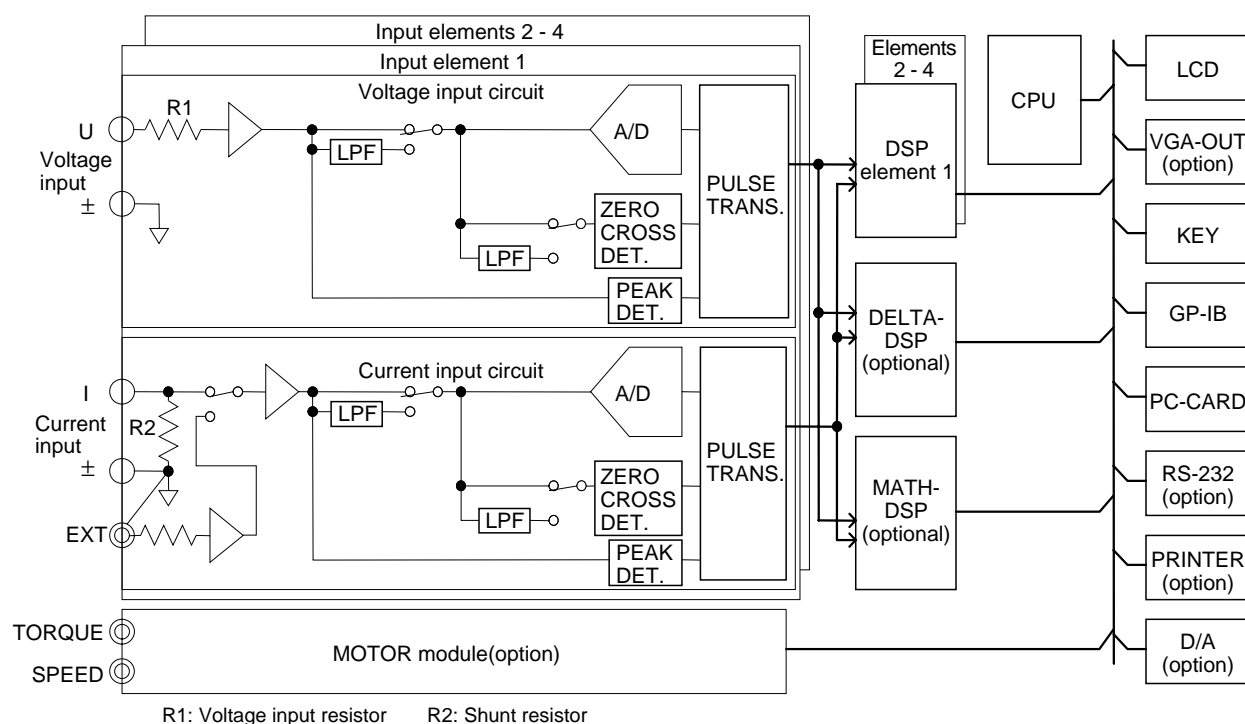 Input elements 2 - 4
Input element 1
Voltage input circuit
R1
U
Voltage
input
±
LPF
A/D
LPF
ZERO
CROSS
DET.
PEAK
DET.
PULSE
TRANS.
Current input circuit
I
Current
input
±
R2
EXT
LPF
A/D
LPF
ZERO
CROSS
DET.
PEAK
DET.
PULSE
TRANS.
TORQUE
SPEED
MOTOR module(option)
Elements
2 - 4
DSP
element 1
DELTA-
DSP
(optional)
MATH-
DSP
(optional)
CPU
LCD
VGA-OUT
(option)
KEY
GP-IB
PC-CARD
RS-232
(option)
PRINTER
(option)
D/A
(option)
R1: Voltage input resistor R2: Shunt resistor